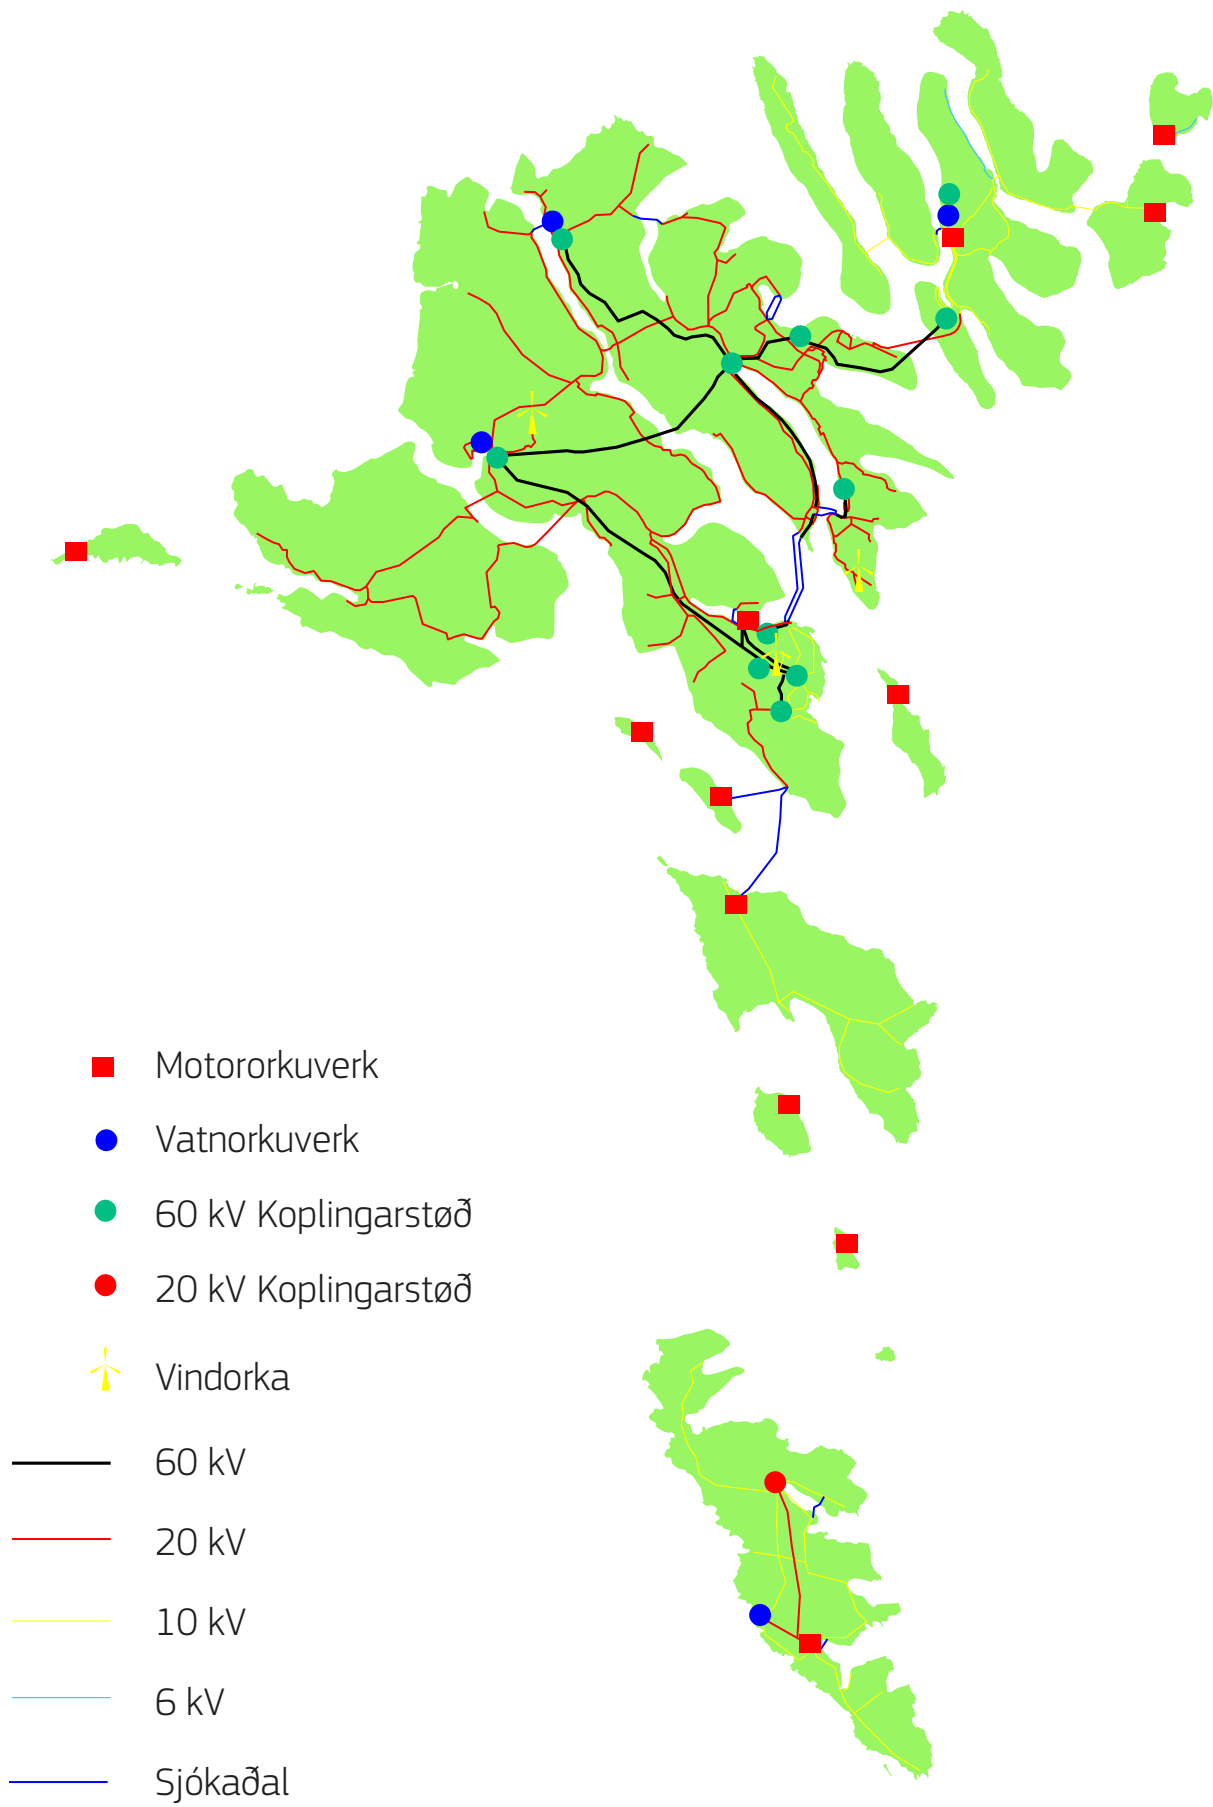 Motororkuverk
Vatnorkuverk
60 kV Koplingarstøð
20 kV Koplingarstøð
Vindorka
60 kV
20 kV
10 kV
6 kV
Sjókaðal